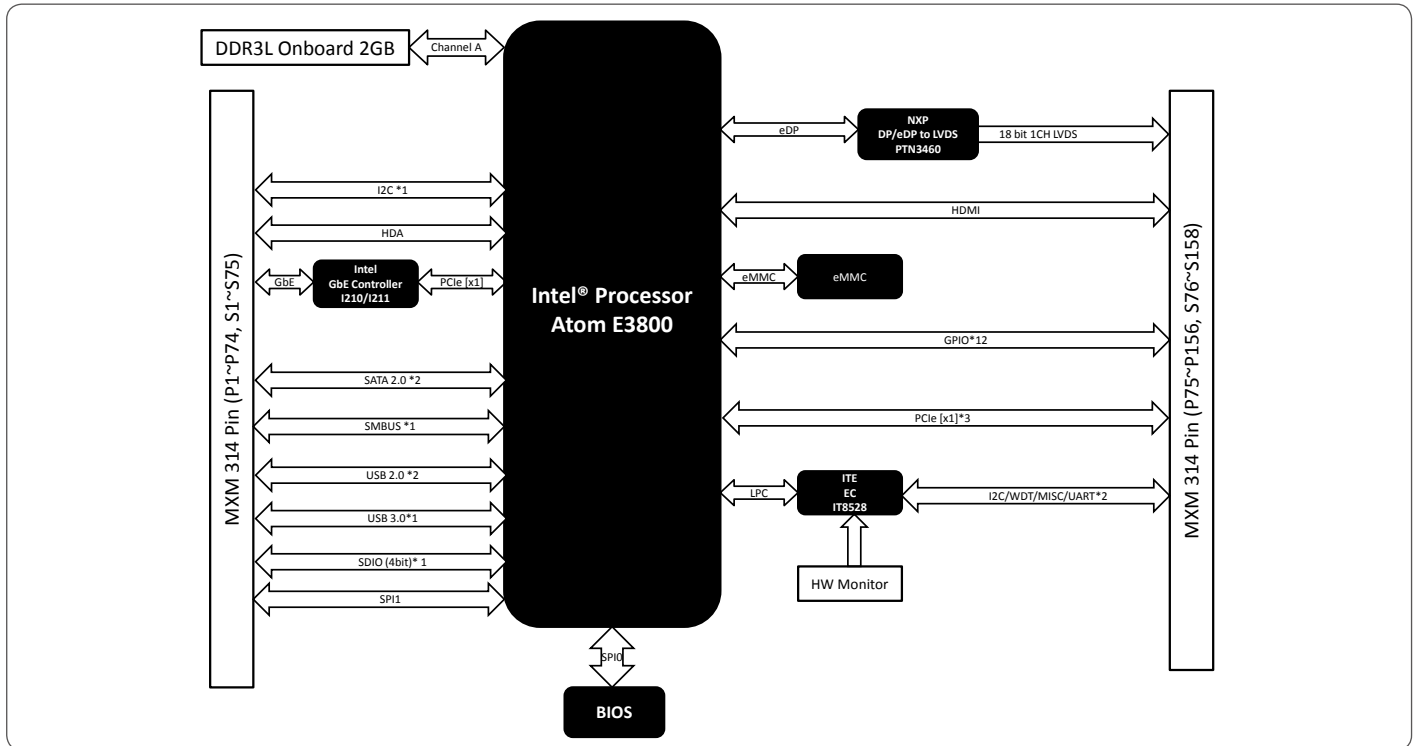 DDR3L Onboard 2GB
Channel A
MXM 314 Pin (P1~P74, S1~S75)
I2C *1
HDA
GbE
Intel
GbE Controller
I210/I211
PCIe [x1]
SATA 2.0 *2
SMBUS *1
USB 2.0 *2
USB 3.0*1
SDIO (4bit)* 1
SPI1
Intel® Processor
Atom E3800
SPI0
BIOS
eDP
NXP
DP/eDP to LVDS
PTN3460
18 bit 1CH LVDS
HDMI
eMMC
eMMC
GPIO*12
PCIe [x1]*3
LPC
ITE
EC
IT8528
I2C/WDT/MISC/UART*2
HW Monitor
MXM 314 Pin (P75~P156, S76~S158)